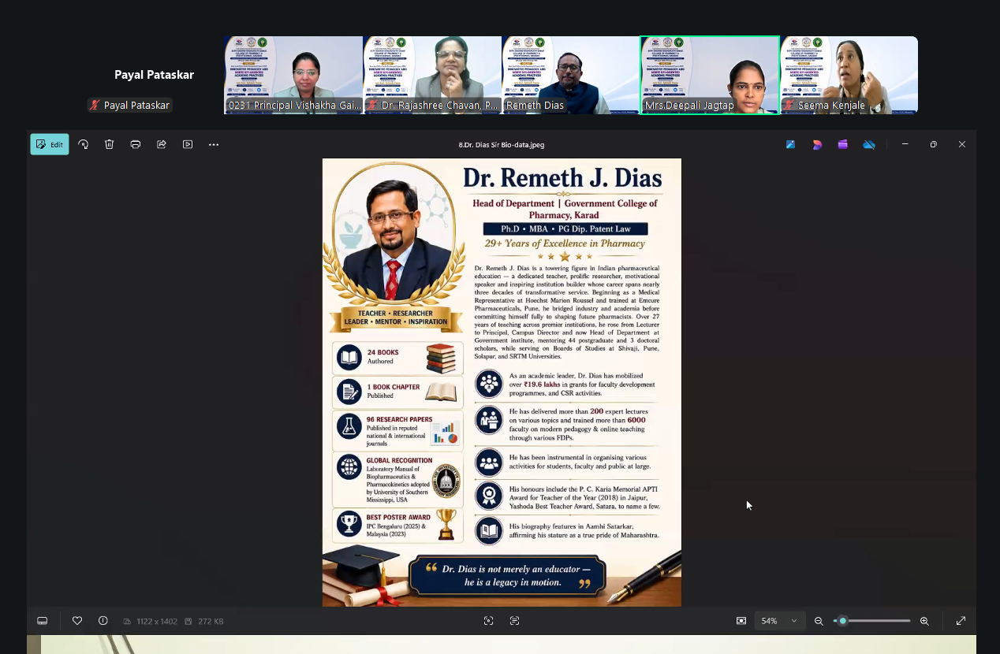 Payal Pataskar
Payal Pataskar
0231 Principal Vishakha Gai...
Dr. Rajashree Chavan, P...
Remeth Dias
Mrs.Deepali Jagtap
Seema Kenjale
Edit
8.Dr. Dias Sir Bio-data.jpeg
Dr. Remeth J. Dias
Head of Department | Government College of
Pharmacy, Karad
Ph.D • MBA • PG Dip. Patent Law
29+ Years of Excellence in Pharmacy
Dr. Remeth J. Dias is a towering figure in Indian pharmaceutical
education — a dedicated teacher, prolific researcher, motivational
speaker and inspiring institution builder whose career spans nearly
three decades of transformative service. Beginning as a Medical
Representative at Hoechst Marion Roussel and trained at Emcure
Pharmaceuticals, Pune, he bridged industry and academia before
committing himself fully to shaping future pharmacists. Over 27
years of teaching across premier institutions, he rose from Lecturer
to Principal, Campus Director and now Head of Department at
Government institute, mentoring 44 postgraduate and 3 doctoral
scholars, while serving on Boards of Studies at Shivaji, Pune,
Solapur, and SRTM Universities.
TEACHER • RESEARCHER
LEADER • MENTOR • INSPIRATION
24 BOOKS
Authored
1 BOOK CHAPTER
Published
96 RESEARCH PAPERS
Published in reputed
national & international
journals
GLOBAL RECOGNITION
Laboratory Manual of
Biopharmaceutics &
Pharmacokinetics adopted
by University of Southern
Mississippi, USA
BEST POSTER AWARD
IPC Bengaluru (2025) &
Malaysia (2023)
As an academic leader, Dr. Dias has mobilized
over ₹19.6 lakhs in grants for faculty development
programmes, and CSR activities.
He has delivered more than 200 expert lectures
on various topics and trained more than 6000
faculty on modern pedagogy & online teaching
through various FDPs.
He has been instrumental in organising various
activities for students, faculty and public at large.
His honours include the P. C. Karia Memorial APTI
Award for Teacher of the Year (2018) in Jaipur,
Yashoda Best Teacher Award, Satara, to name a few.
His biography features in Aamhi Satarkar,
affirming his stature as a true pride of Maharashtra.
“ Dr. Dias is not merely an educator —
he is a legacy in motion. ”
1122 x 1402
272 KB
54%